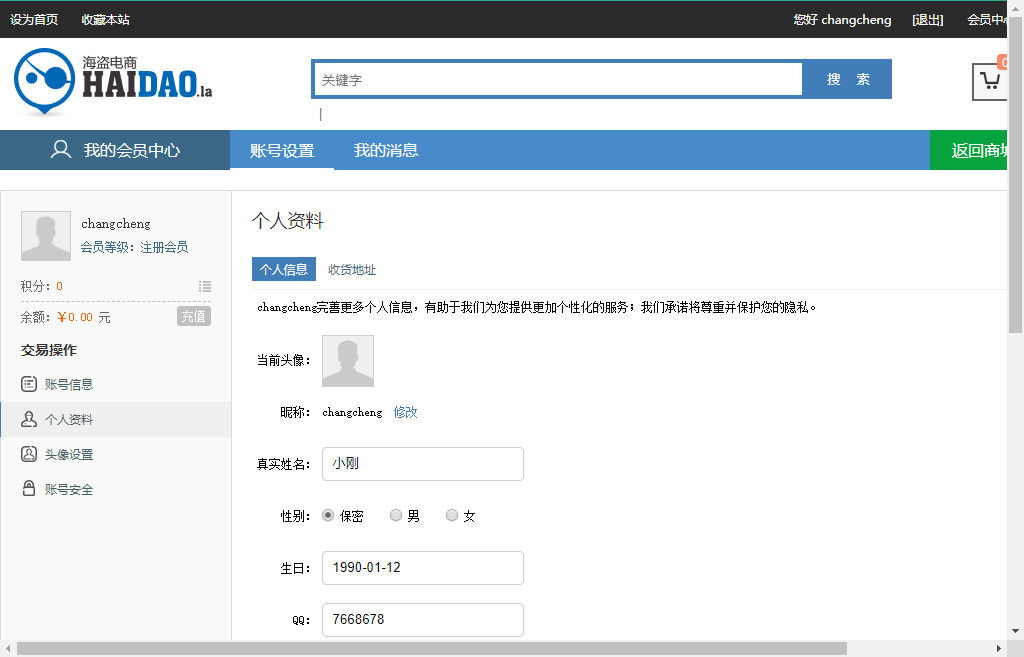 设为首页 收藏本站 您好 changcheng [退出] 会员中
海盗电商
HAIDAO.la
关键字 搜 索
我的会员中心 账号设置 我的消息 返回商
changcheng
会员等级：注册会员
积分：0
余额：￥0.00 元 充值
交易操作
账号信息
个人资料
头像设置
账号安全
个人资料
个人信息 收货地址
changcheng完善更多个人信息，有助于我们为您提供更加个性化的服务；我们承诺将尊重并保护您的隐私。
当前头像：
昵称： changcheng 修改
真实姓名： 小刚
性别： 保密 男 女
生日： 1990-01-12
QQ： 7668678